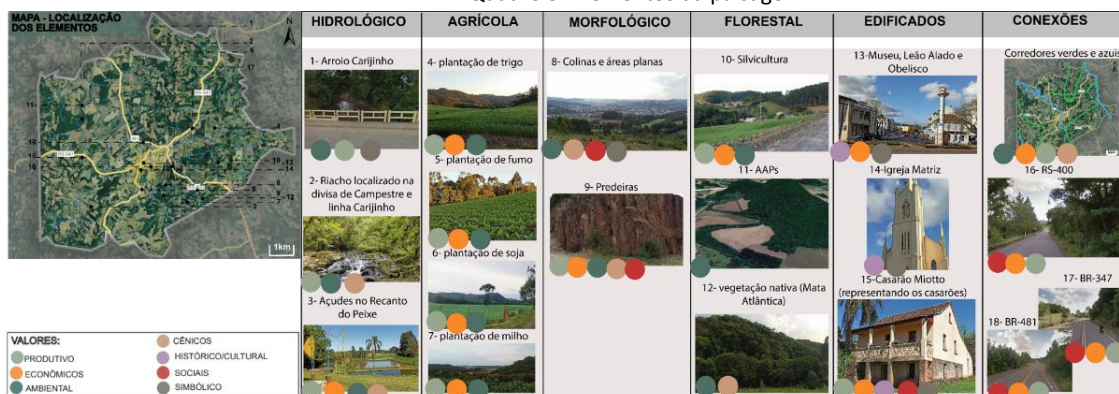 MAPA - LOCALIZAÇÃO
DOS ELEMENTOS
N
1km
VALORES:
PRODUTIVO
ECONÔMICOS
AMBIENTAL
CÊNICOS
HISTÓRICO/CULTURAL
SOCIAIS
SIMBÓLICO
HIDROLÓGICO
1- Arroio Carijinho
2- Riacho localizado na
divisa de Campestre e
linha Carijinho
3- Açudes no Recanto
do Peixe
AGRÍCOLA
4- plantação de trigo
5- plantação de fumo
6- plantação de soja
7- plantação de milho
MORFOLÓGICO
8- Colinas e áreas planas
9- Predeiras
FLORESTAL
10- Silvicultura
11- AAPs
12- vegetação nativa (Mata
Atlântica)
EDIFICADOS
13-Museu, Leão Alado e
Obelisco
14-Igreja Matriz
15-Casarão Miotto
(representando os casarões)
CONEXÕES
Corredores verdes e azuis
16- RS-400
17- BR-347
18- BR-481